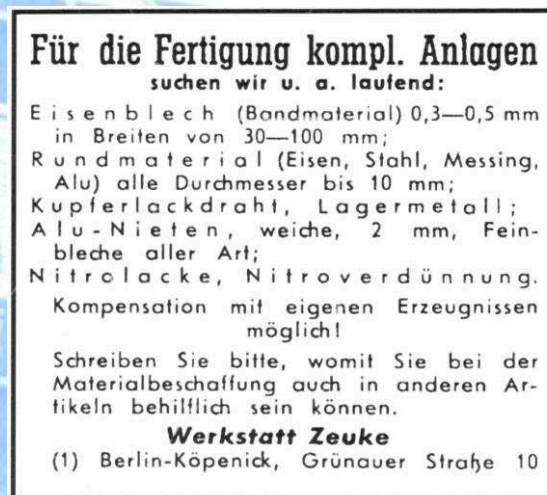 Für die Fertigung kompl. Anlagen
suchen wir u. a. laufend:
Eisenblech (Bandmaterial) 0,3—0,5 mm
in Breiten von 30—100 mm;
Rundmaterial (Eisen, Stahl, Messing,
Alu) alle Durchmesser bis 10 mm;
Kupferlackdraht, Lagermetall;
Alu-Nieten, weiche, 2 mm, Fein-
bleche aller Art;
Nitrolacke, Nitroverdünnung.
Kompensation mit eigenen Erzeugnissen
möglich!
Schreiben Sie bitte, womit Sie bei der
Materialbeschaffung auch in anderen Ar-
tikeln behilflich sein können.
Werkstatt Zeuke
(1) Berlin-Köpenick, Grünauer Straße 10